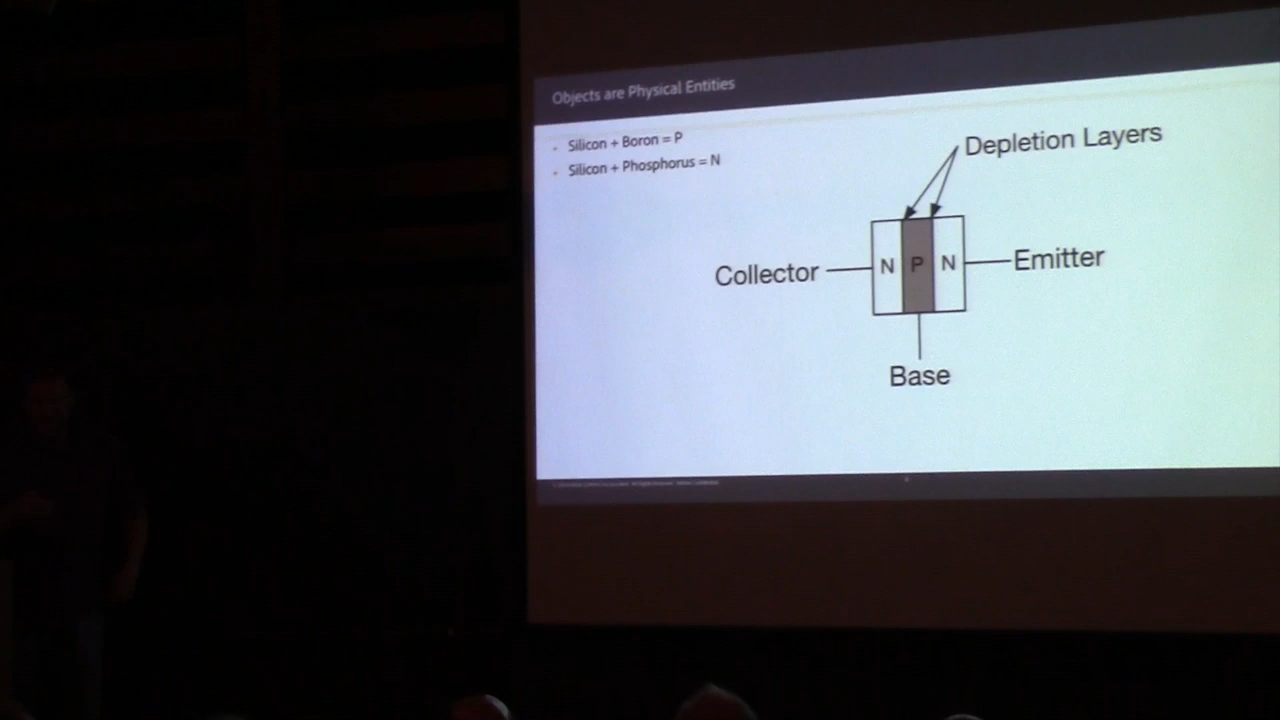 Objects are Physical Entities
Silicon + Boron = P
Silicon + Phosphorus = N
Depletion Layers
Collector
N P N
Emitter
Base